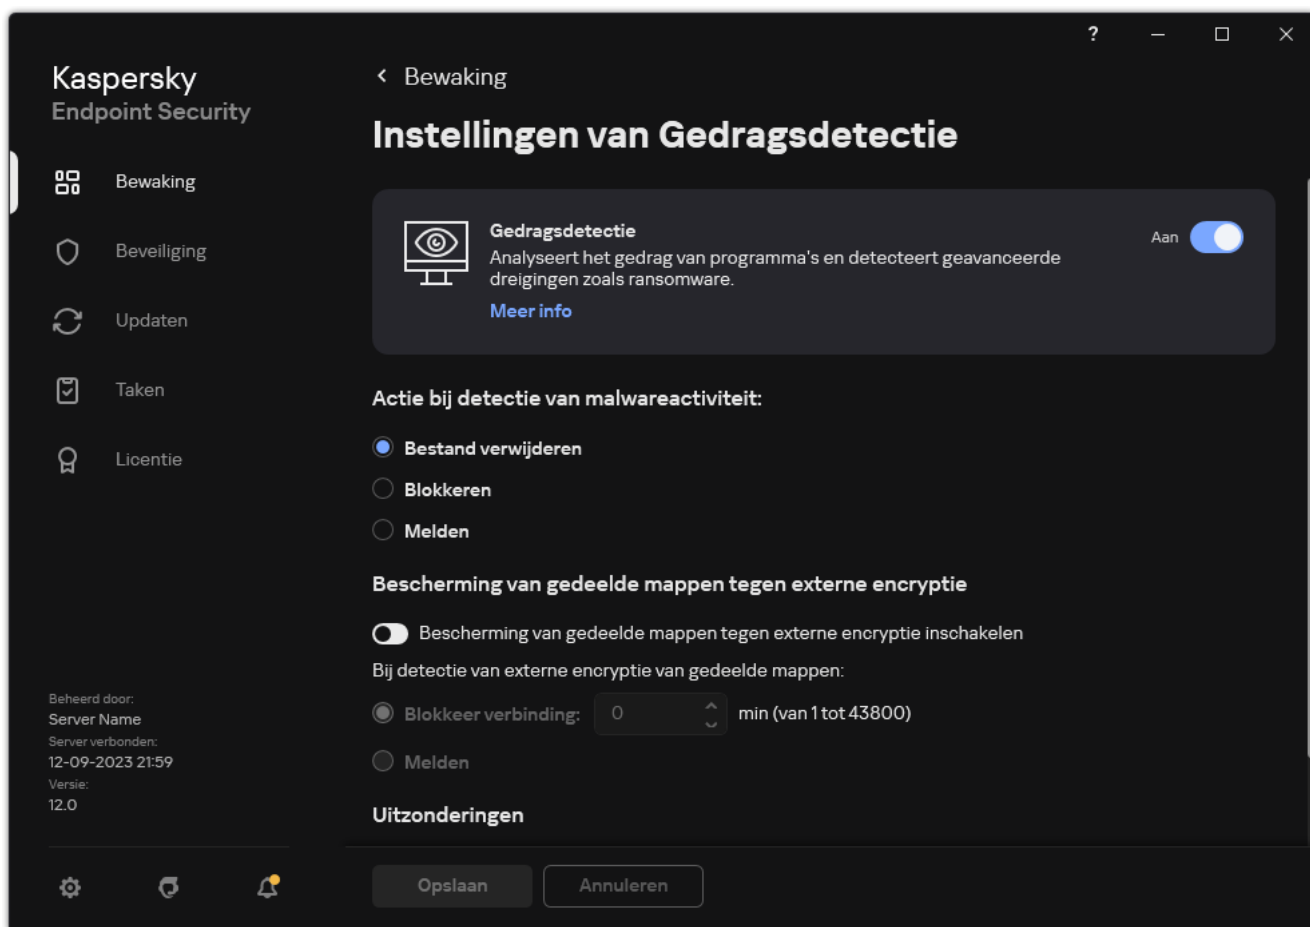 ?
Kaspersky
Endpoint Security
Bewaking
Beveiliging
Updaten
Taken
Licentie
Beheerd door:
Server Name
Server verbonden:
12-09-2023 21:59
Versie:
12.0
Bewaking
Instellingen van Gedragsdetectie
Gedragsdetectie
Analyseert het gedrag van programma's en detecteert geavanceerde
dreigingen zoals ransomware.
Meer info
Aan
Actie bij detectie van malwareactiviteit:
Bestand verwijderen
Blokkeren
Melden
Bescherming van gedeelde mappen tegen externe encryptie
Bescherming van gedeelde mappen tegen externe encryptie inschakelen
Bij detectie van externe encryptie van gedeelde mappen:
Blokkeer verbinding: 0 min (van 1 tot 43800)
Melden
Uitzonderingen
Opslaan Annuleren